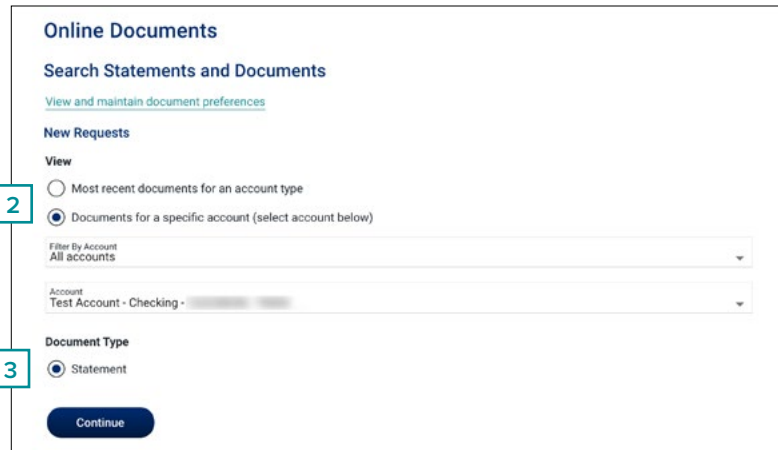 Online Documents
Search Statements and Documents
View and maintain document preferences
New Requests
View
Most recent documents for an account type
2
Documents for a specific account (select account below)
Filter By Account
All accounts
Account
Test Account - Checking -
Document Type
3
Statement
Continue